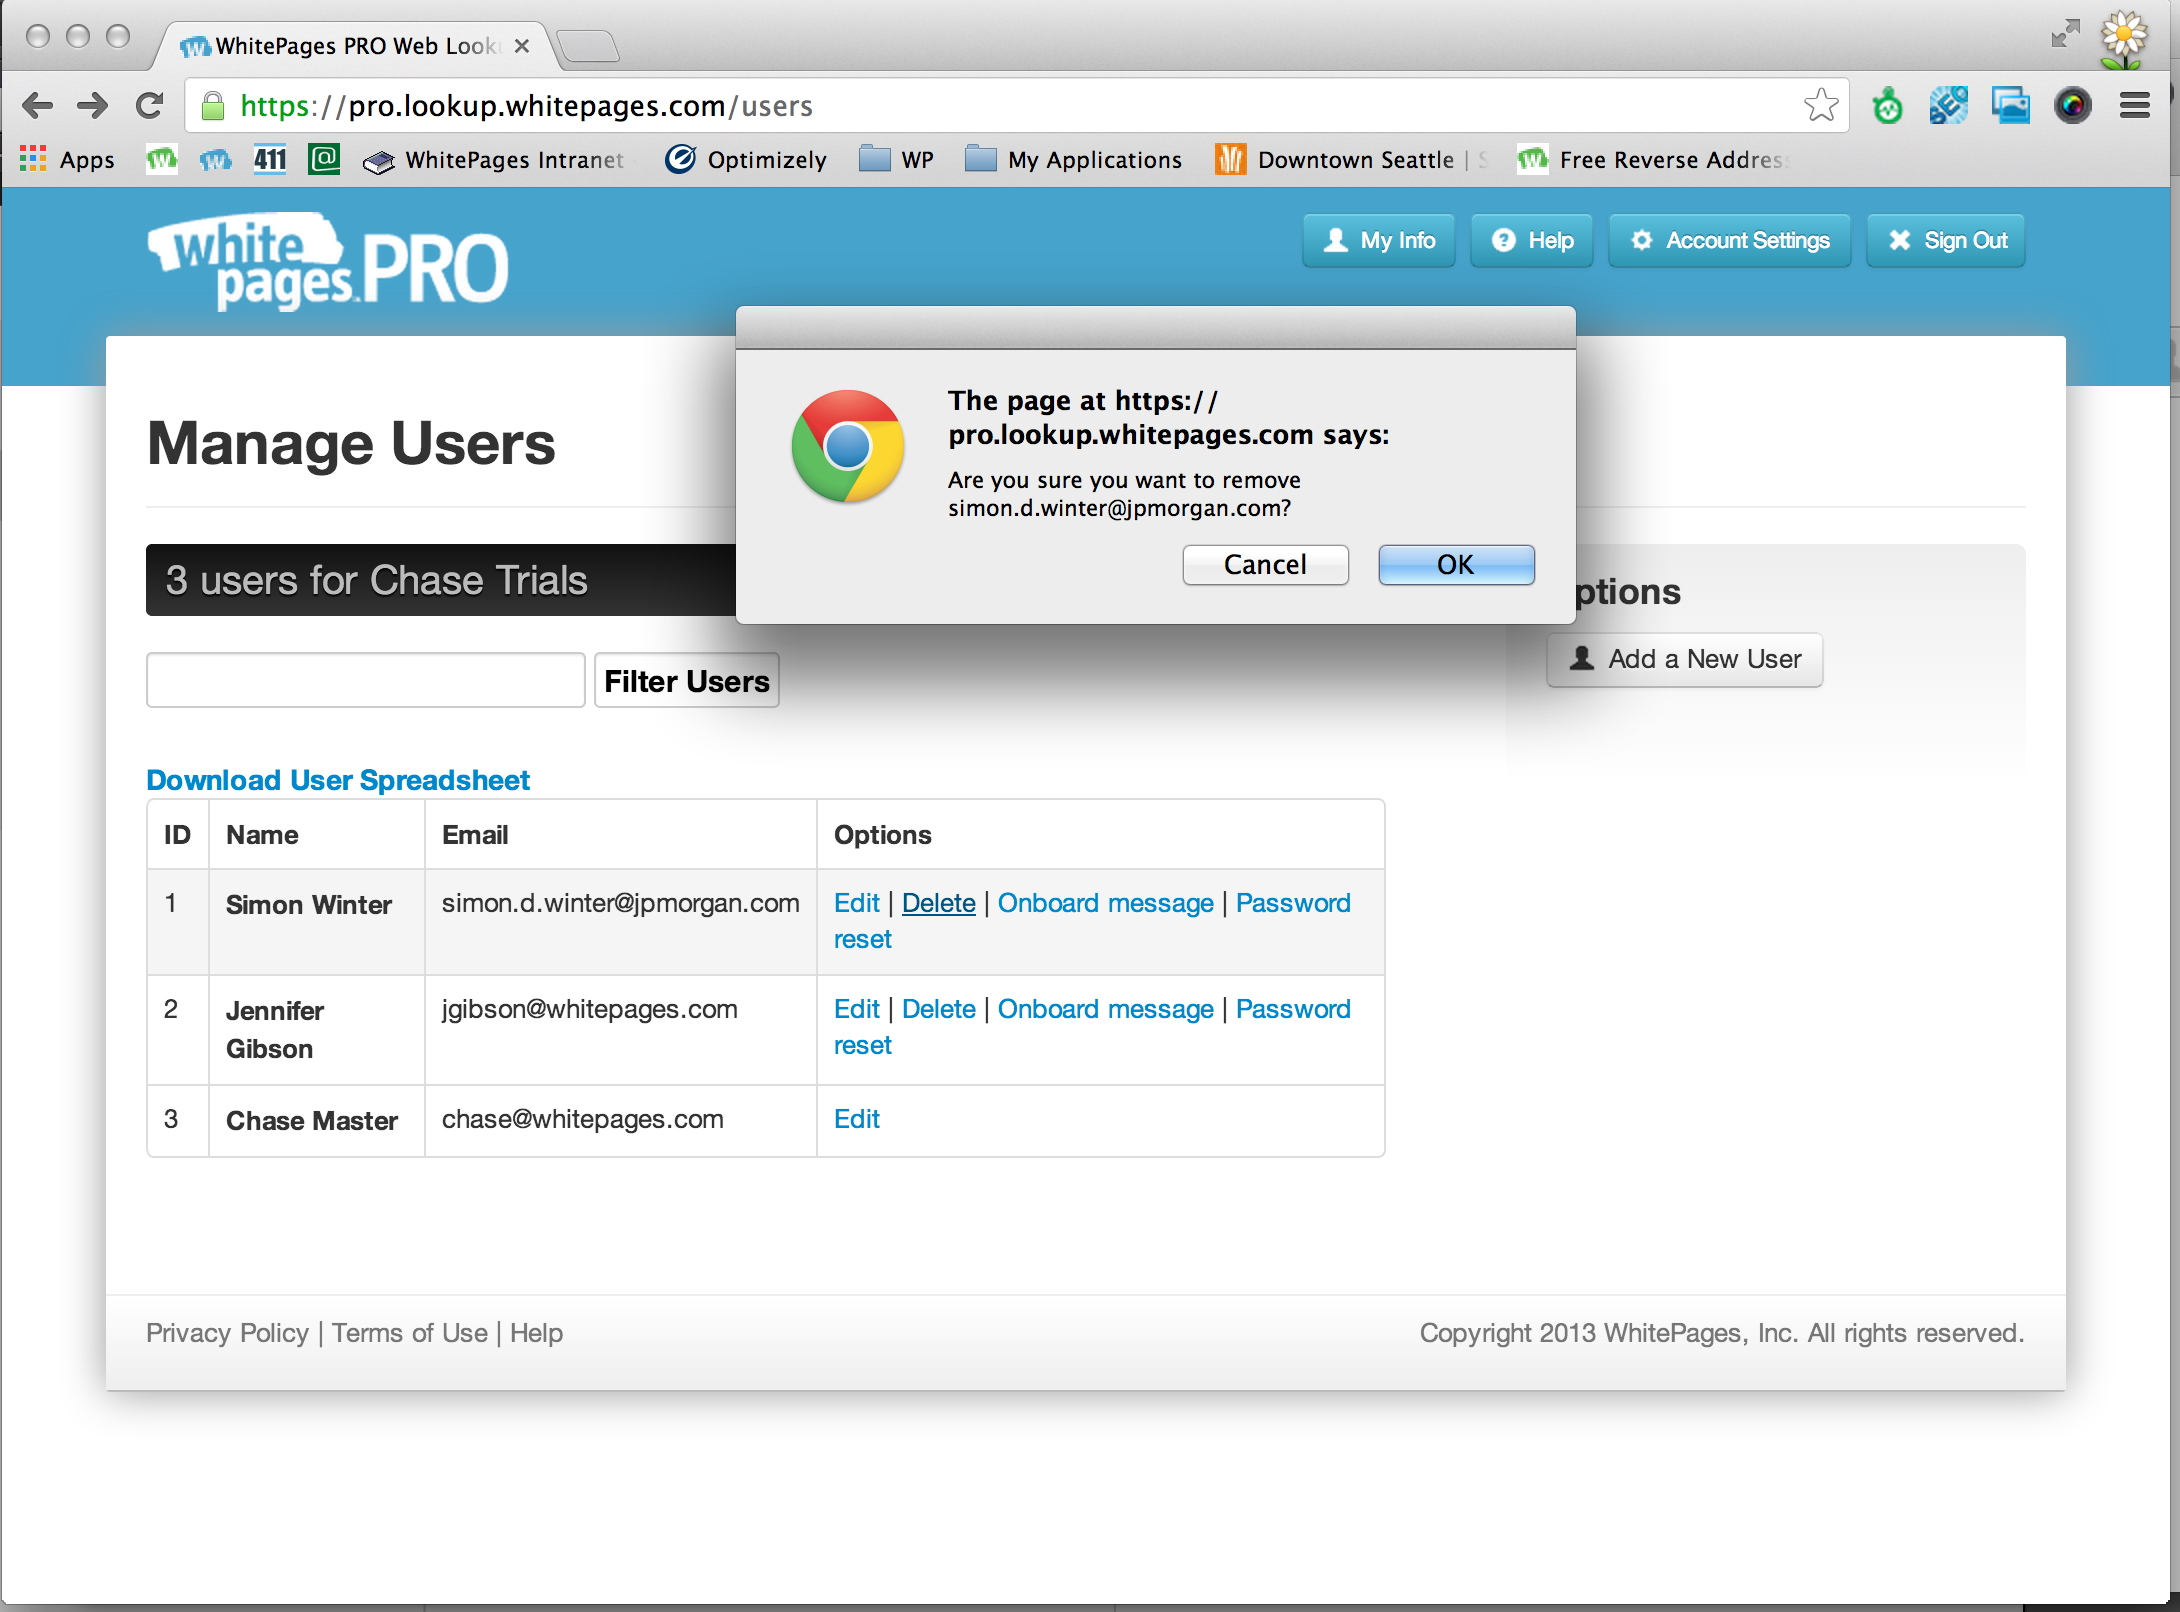 WhitePages PRO Web Look
https://pro.lookup.whitepages.com/users
Apps
411
@
WhitePages Intranet
Optimizely
WP
My Applications
Downtown Seattle |
Free Reverse Address
white
pages.PRO
My Info
Help
Account Settings
Sign Out
The page at https://
pro.lookup.whitepages.com says:
Are you sure you want to remove
simon.d.winter@jpmorgan.com?
Cancel
OK
Manage Users
3 users for Chase Trials
ptions
Add a New User
Filter Users
Download User Spreadsheet
ID Name Email Options
1 Simon Winter simon.d.winter@jpmorgan.com Edit | Delete | Onboard message | Password
reset
2 Jennifer jgibson@whitepages.com Edit | Delete | Onboard message | Password
Gibson reset
3 Chase Master chase@whitepages.com Edit
Privacy Policy | Terms of Use | Help
Copyright 2013 WhitePages, Inc. All rights reserved.